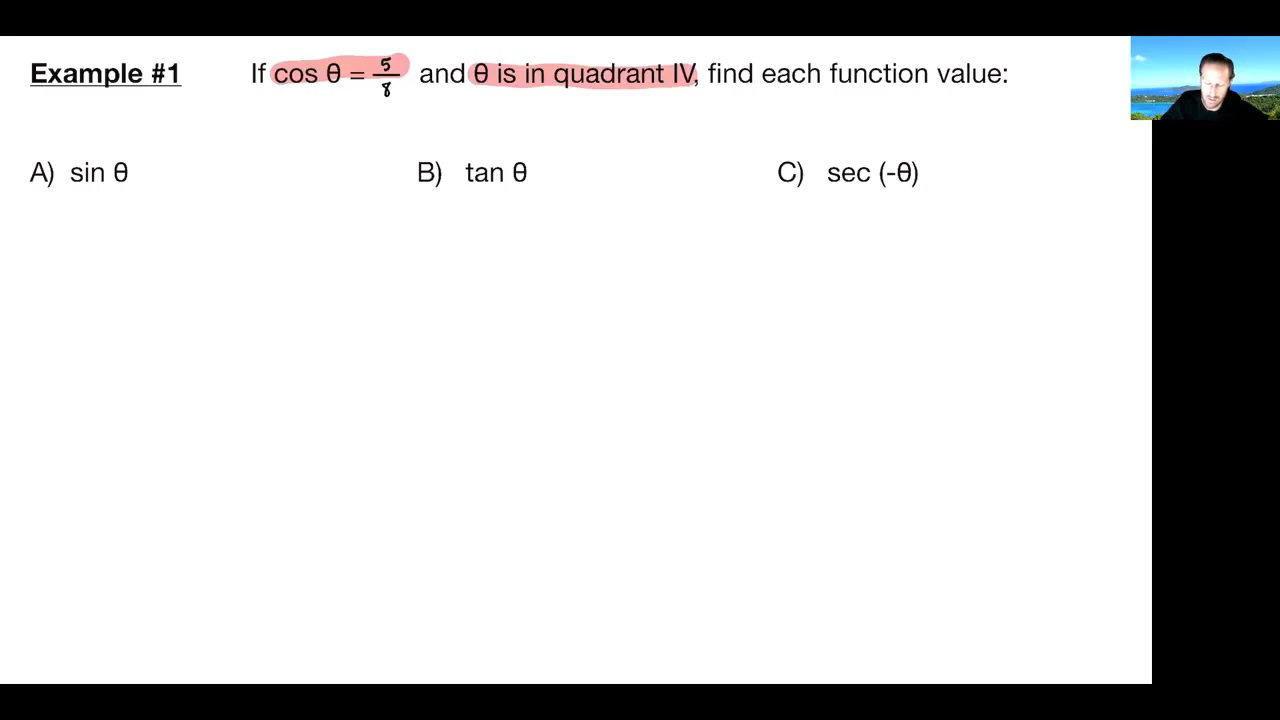 Example #1 If cos θ = 5/8 and θ is in quadrant IV, find each function value:
A) sin θ B) tan θ C) sec (-θ)